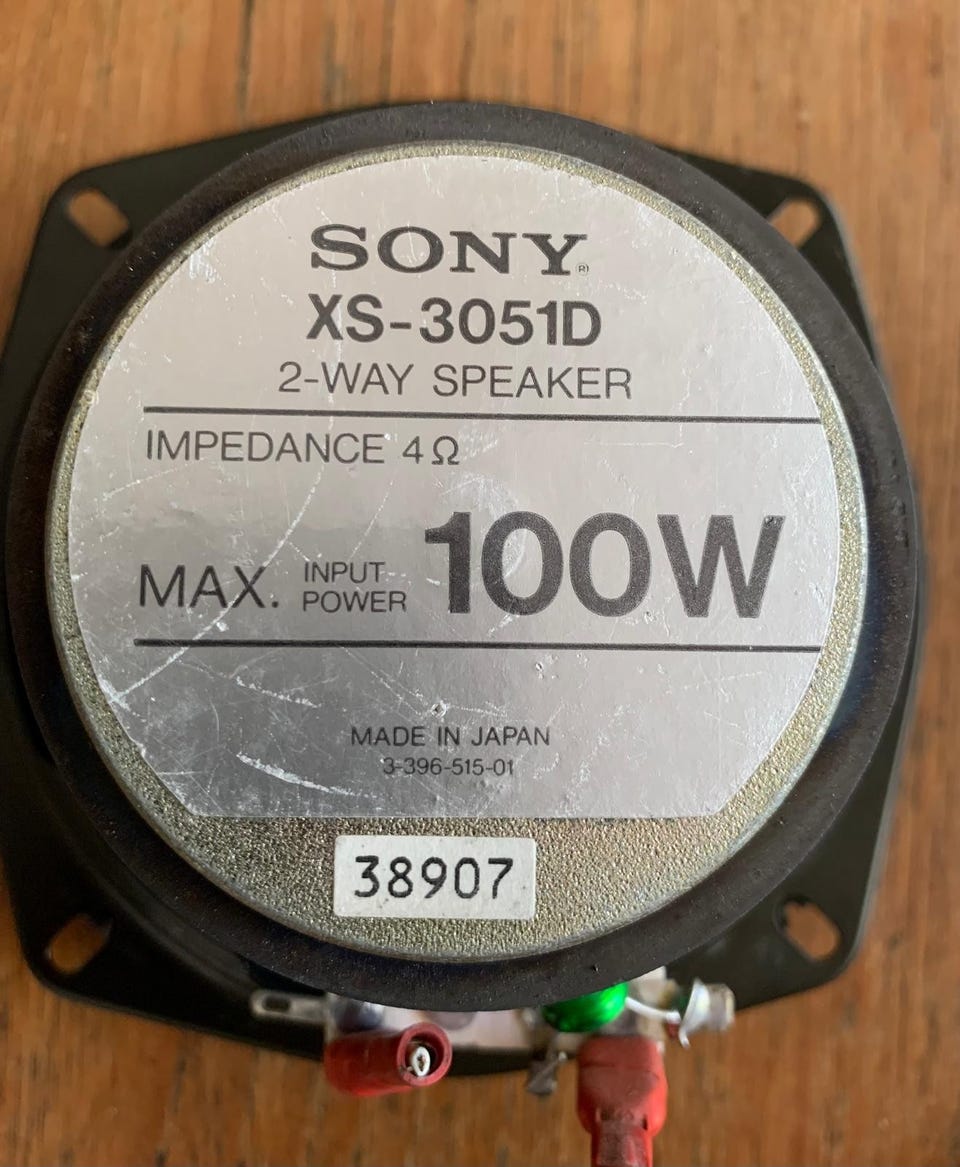 SONY®
XS-3051D
2-WAY SPEAKER
IMPEDANCE 4Ω
MAX. INPUT POWER 100W
MADE IN JAPAN
3-396-515-01
38907